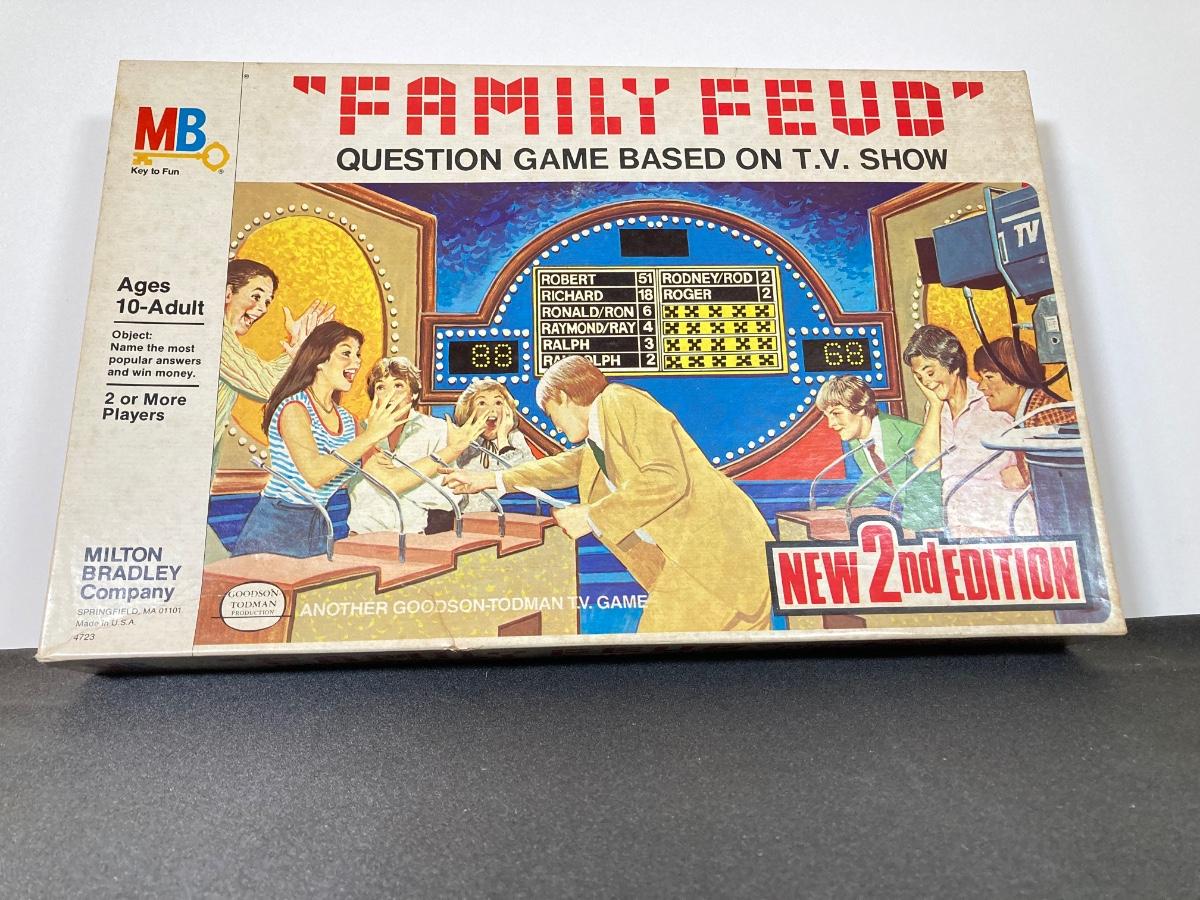 MB
Key to Fun
®
Ages
10-Adult
Object:
Name the most
popular answers
and win money.
2 or More
Players
MILTON
BRADLEY
Company
SPRINGFIELD, MA 01101
Made in U.S.A.
4723
"FAMILY FEUD"
QUESTION GAME BASED ON T.V. SHOW
TV
ROBERT 51 RODNEY/ROD 2
RICHARD 18 ROGER 2
RONALD/RON 6
RAYMOND/RAY 4
RALPH 3
2
88
68
GOODSON
TODMAN
PRODUCTION
ANOTHER GOODSON-TODMAN T.V. GAME
NEW 2nd EDITION